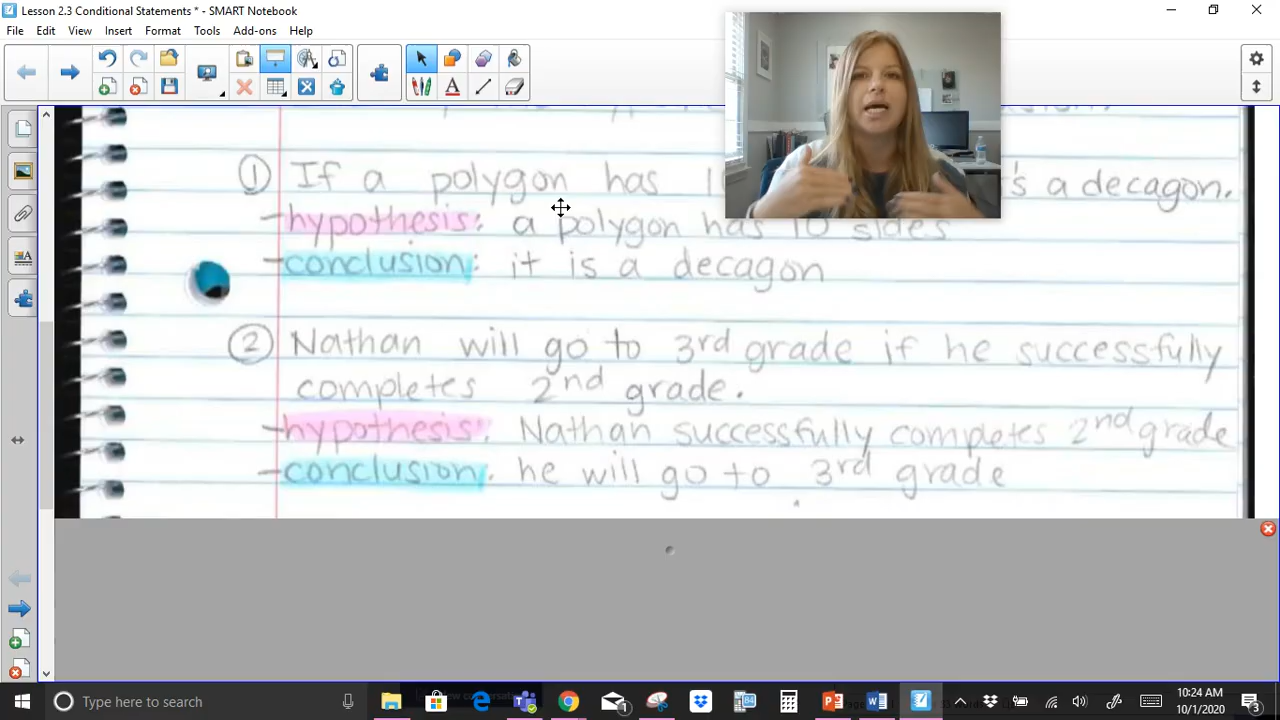 Lesson 2.3 Conditional Statements * - SMART Notebook
File Edit View Insert Format Tools Add-ons Help
① If a polygon has 10 's a decagon.
-hypothesis: a polygon has 10 sides
-conclusion: it is a decagon
② Nathan will go to 3rd grade if he successfully
completes 2nd grade.
-hypothesis: Nathan successfully completes 2nd grade
-conclusion: he will go to 3rd grade
Type here to search
10:24 AM
10/1/2020